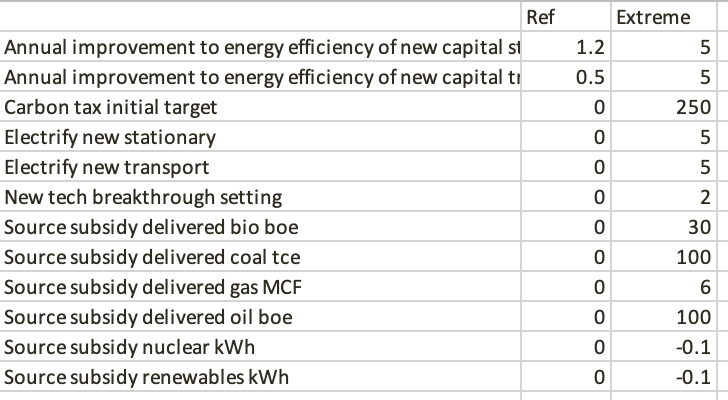 Ref Extreme
Annual improvement to energy efficiency of new capital 1.2 5
Annual improvement to energy efficiency of new capital 0.5 5
Carbon tax initial target 0 250
Electrify new stationary 0 5
Electrify new transport 0 5
New tech breakthrough setting 0 2
Source subsidy delivered bio boe 0 30
Source subsidy delivered coal tce 0 100
Source subsidy delivered gas MCF 0 6
Source subsidy delivered oil boe 0 100
Source subsidy nuclear kWh 0 -0.1
Source subsidy renewables kWh 0 -0.1